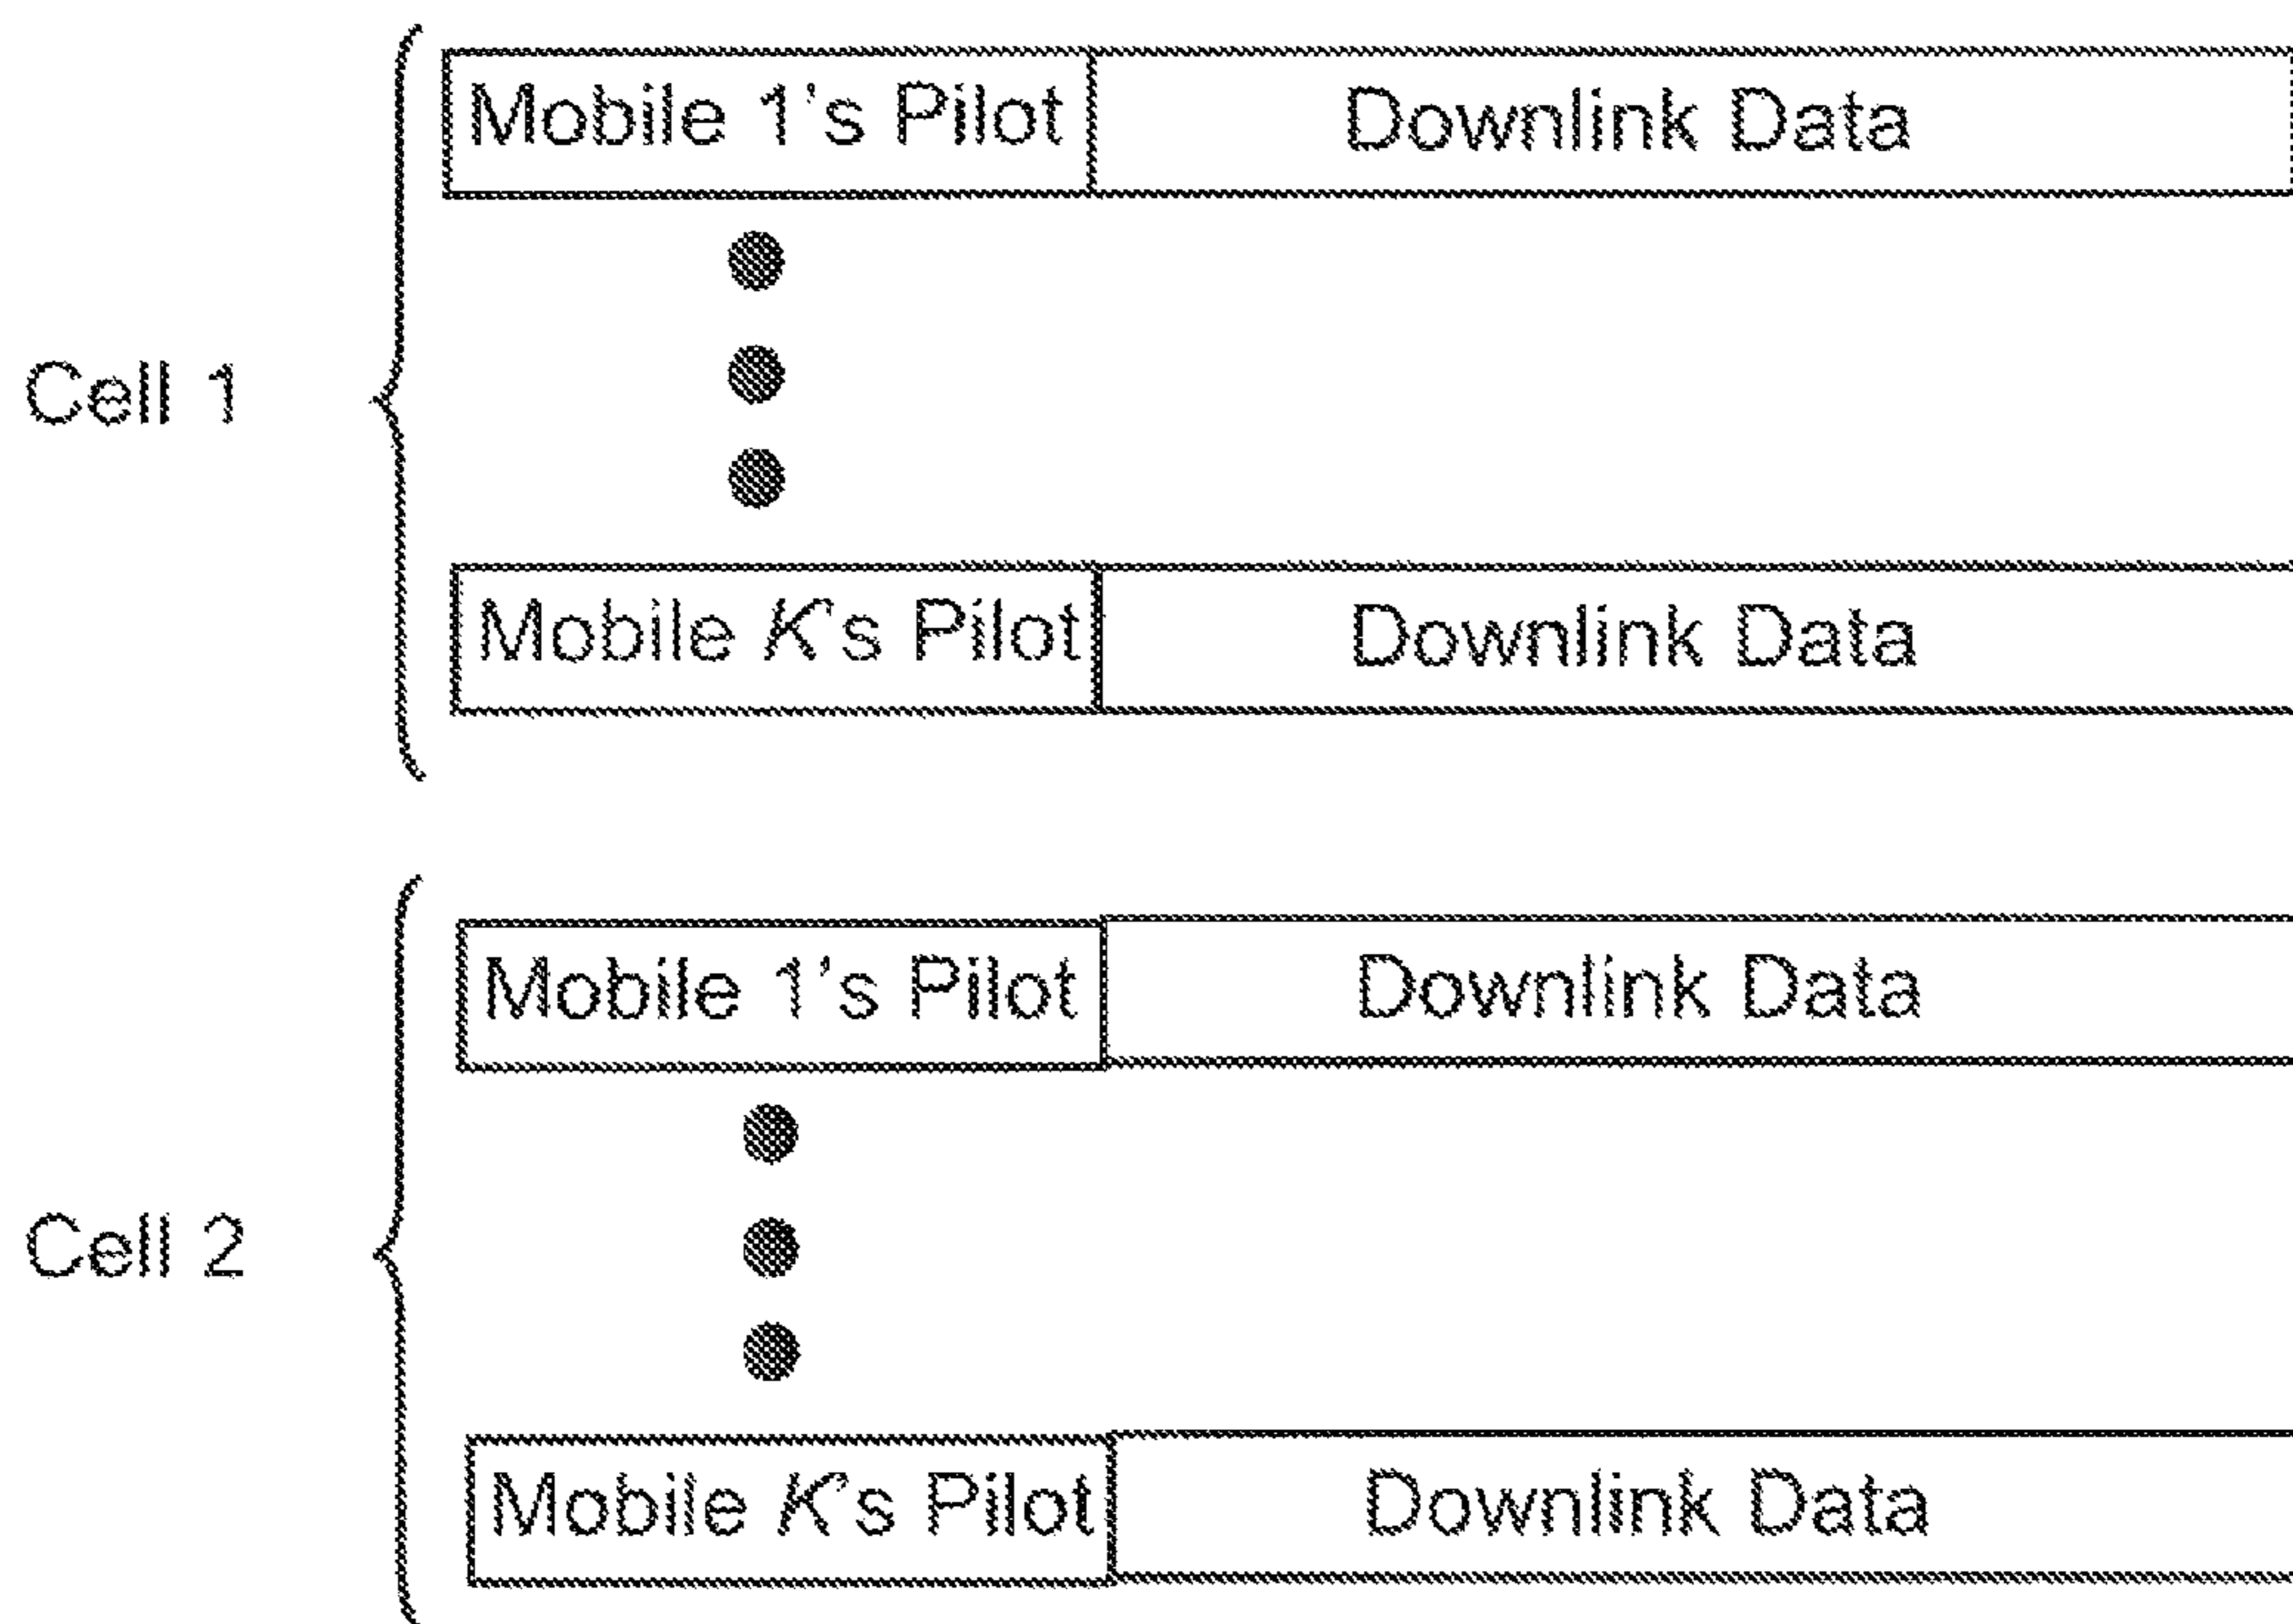 Mobile 1's Pilot Downlink Data
Cell 1
Mobile K's Pilot Downlink Data
Mobile 1's Pilot Downlink Data
Cell 2
Mobile K's Pilot Downlink Data